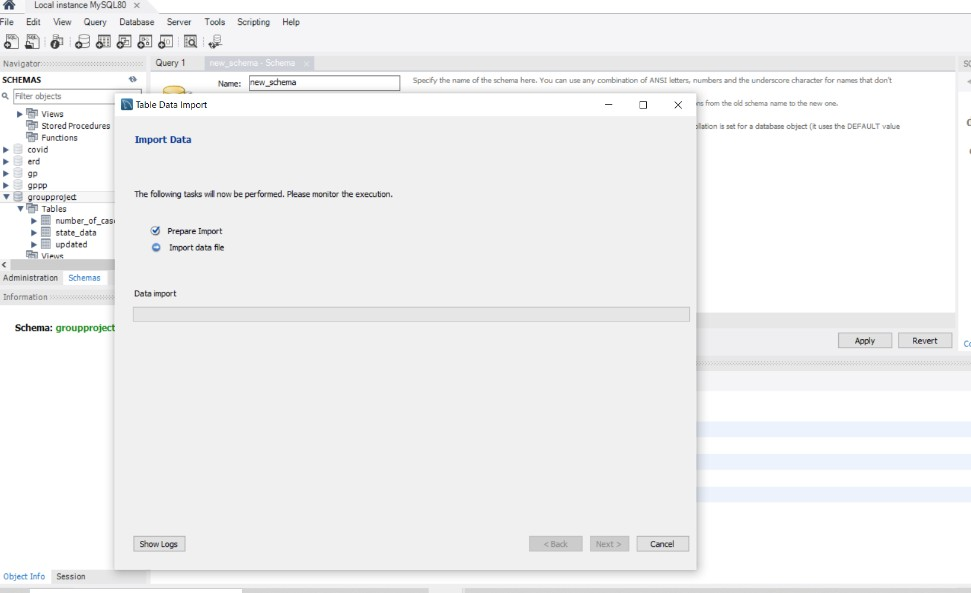 Local instance MySQL80
File Edit View Query Database Server Tools Scripting Help
Navigator
SCHEMAS
Filter objects
Views
Stored Procedures
Functions
covid
erd
gp
gppp
groupproject
Tables
number_of_cas
state_data
updated
Views
Administration Schemas
Information
Schema: groupproject
Object Info Session
Query 1 new_schema - Schema
Name: new_schema
Specify the name of the schema here. You can use any combination of ANSI letters, numbers and the underscore character for names that don't
ns from the old schema name to the new one.
llation is set for a database object (it uses the DEFAULT value
Apply Revert
Table Data Import
Import Data
The following tasks will now be performed. Please monitor the execution.
Prepare Import
Import data file
Data import
Show Logs < Back Next > Cancel